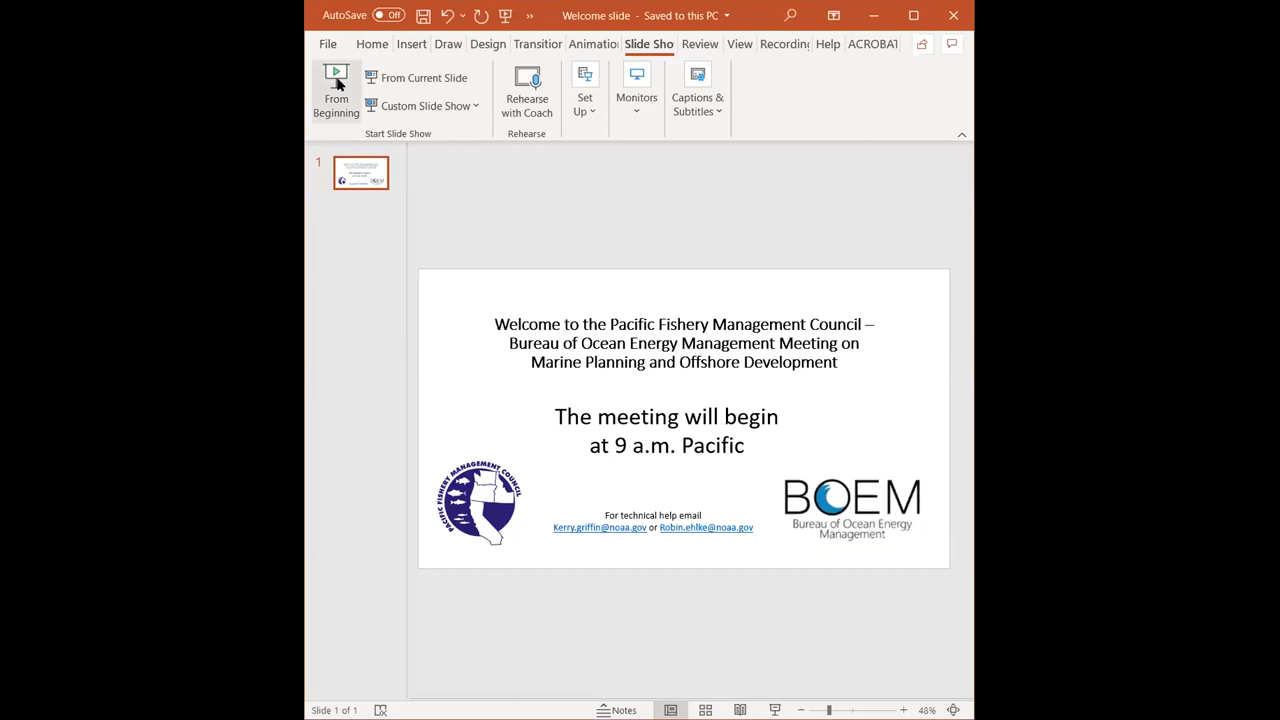 AutoSave Off Welcome slide - Saved to this PC
File Home Insert Draw Design Transition Animatio Slide Sho Review View Recording Help ACROBAT
From Beginning
From Current Slide
Custom Slide Show
Start Slide Show
Rehearse with Coach
Rehearse
Set Up
Monitors
Captions & Subtitles
1
Welcome to the Pacific Fishery Management Council –
Bureau of Ocean Energy Management Meeting on
Marine Planning and Offshore Development
The meeting will begin
at 9 a.m. Pacific
PACIFIC FISHERY MANAGEMENT COUNCIL
For technical help email
Kerry.griffin@noaa.gov or Robin.ehlke@noaa.gov
BOEM
Bureau of Ocean Energy
Management
Slide 1 of 1 Notes 48%